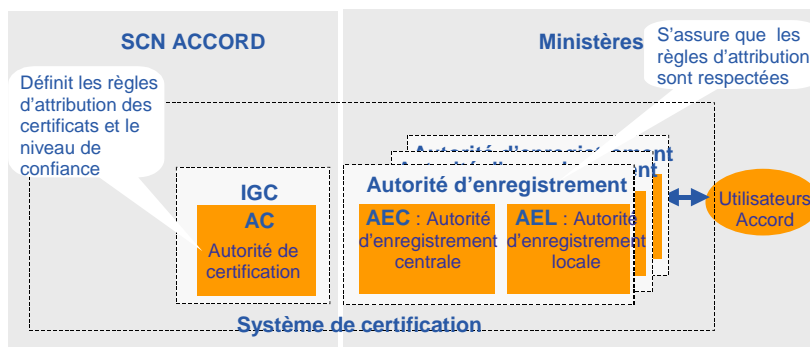 SCN ACCORD
Ministères
S’assure que les
règles d’attribution
sont respectées
Définit les règles
d’attribution des
certificats et le
niveau de
confiance
Autorité d’enregistrement
IGC
AC
Autorité de
certification
Autorité d’enregistrement
AEC : Autorité
d’enregistrement
centrale
AEL : Autorité
d’enregistrement
locale
Utilisateurs
Accord
Système de certification